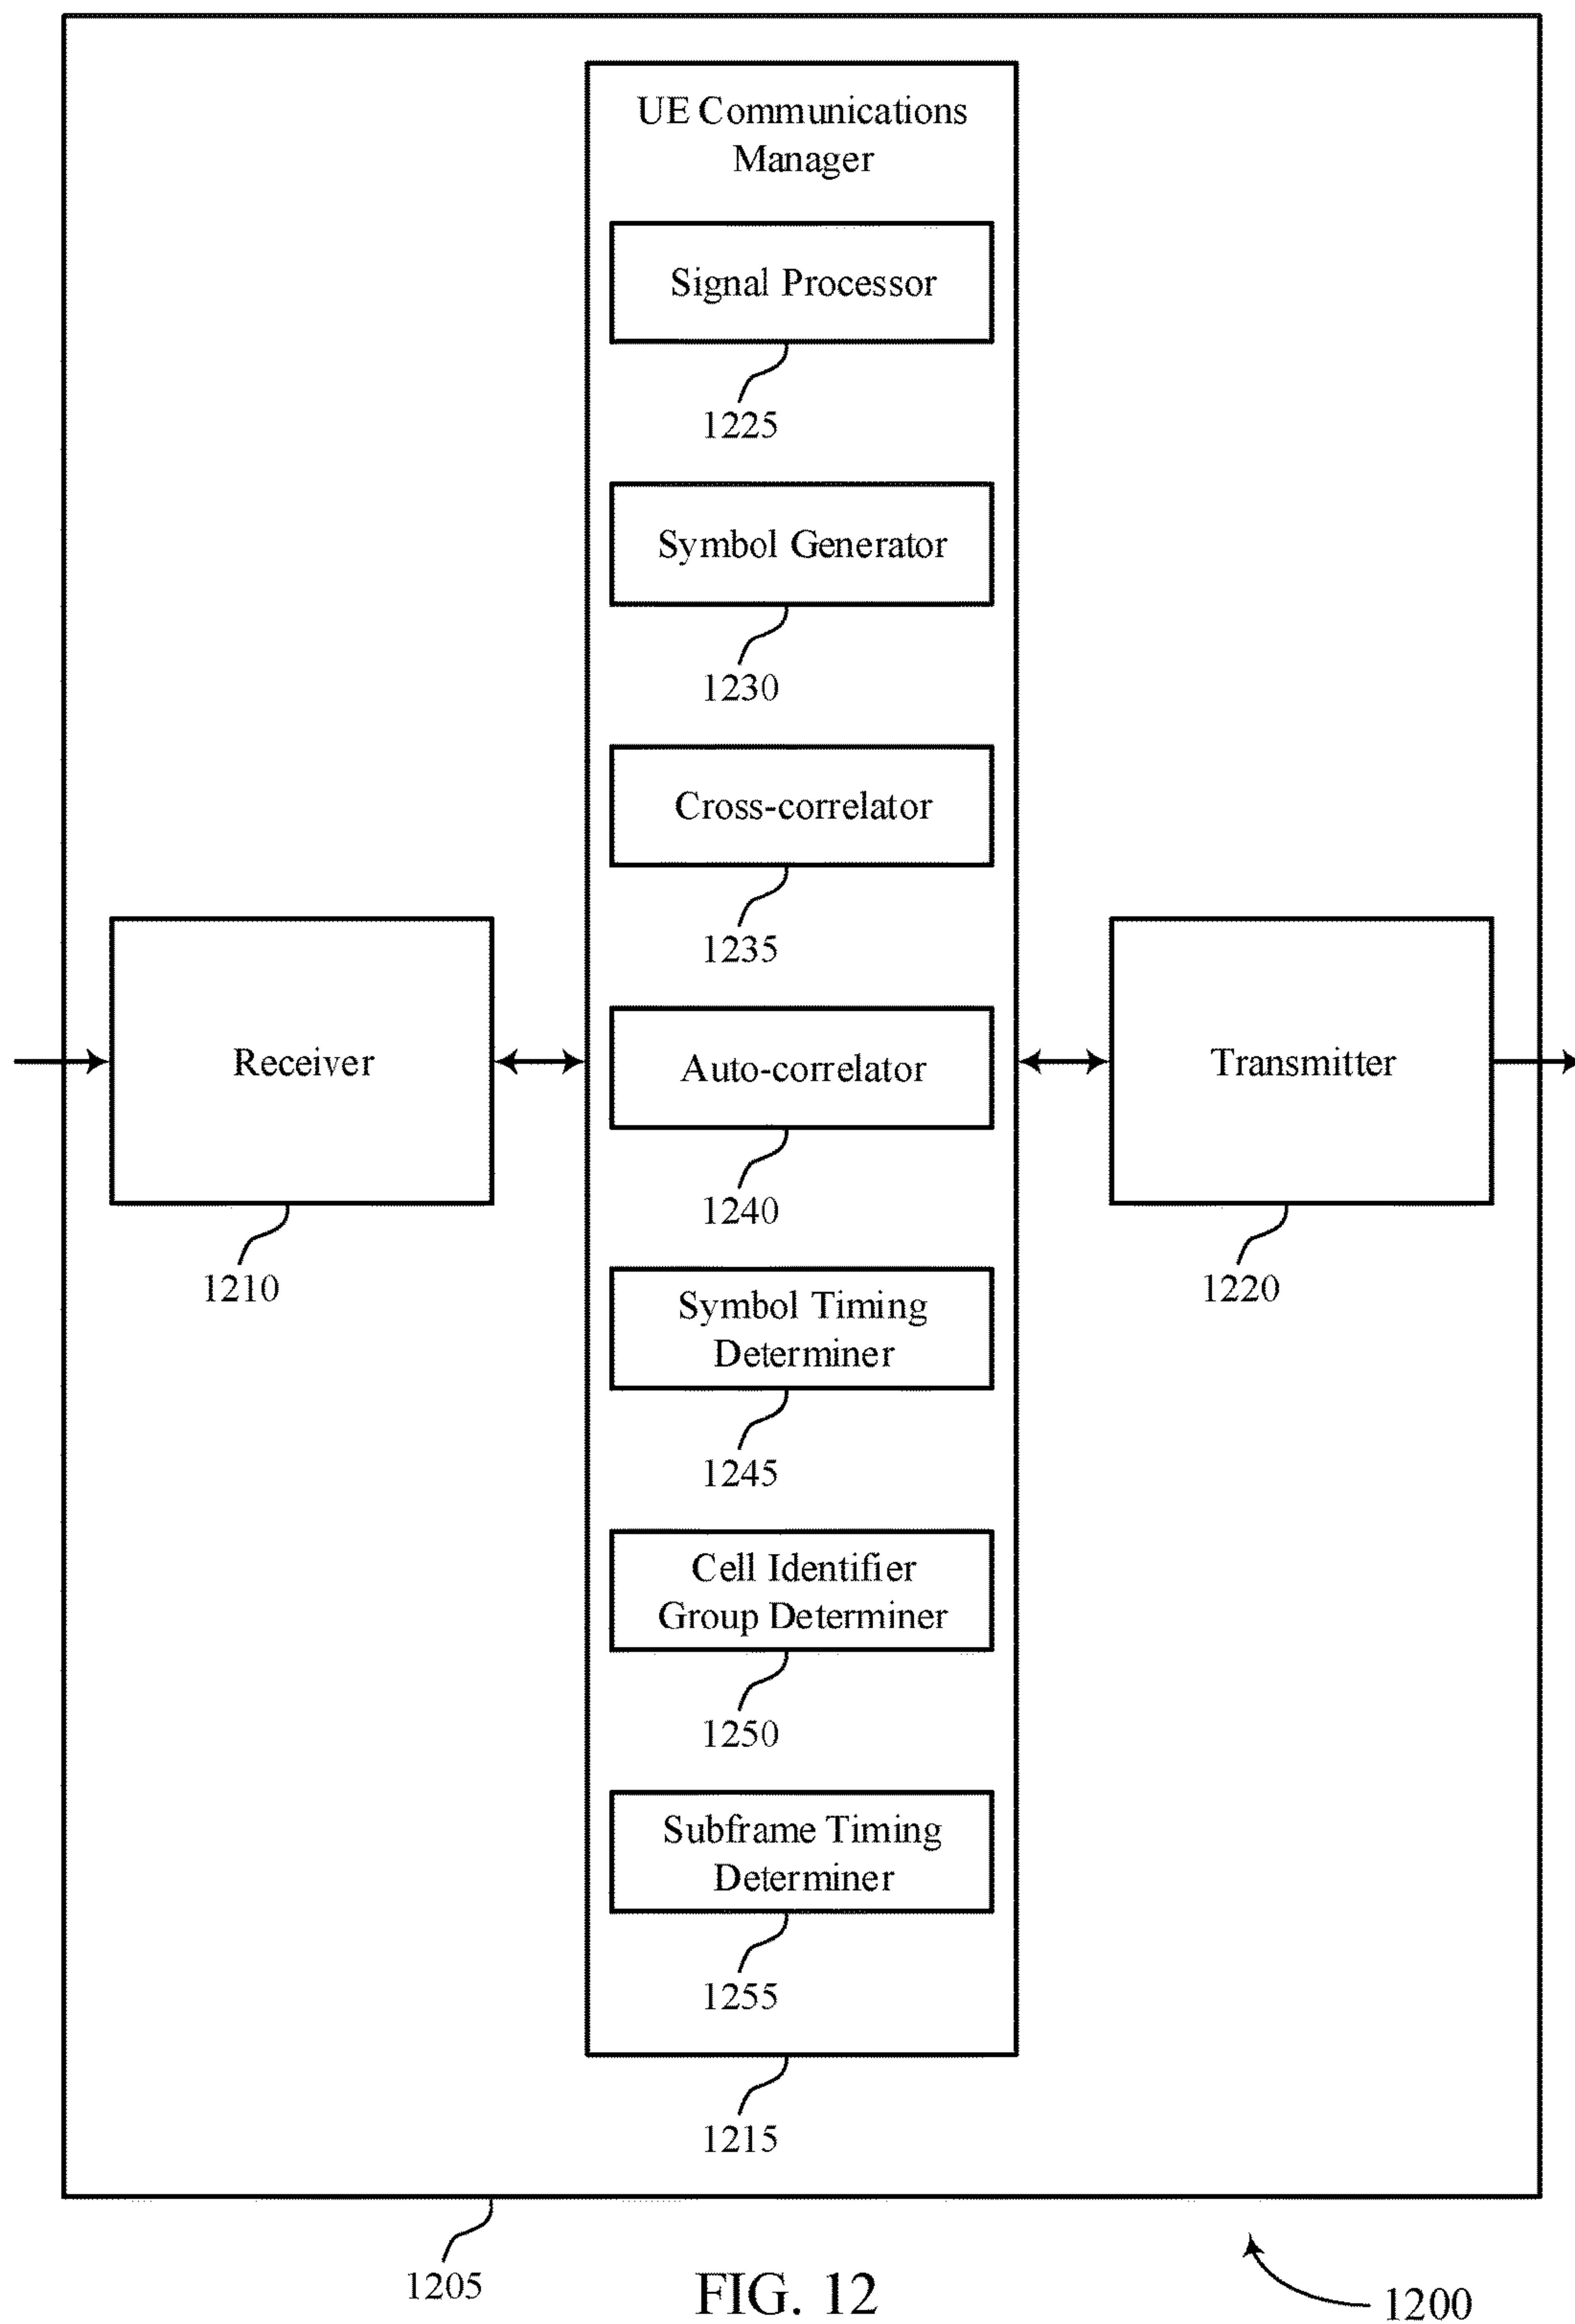 UE Communications
Manager
Signal Processor
1225
Symbol Generator
1230
Cross-correlator
1235
Receiver
1210
Auto-correlator
1240
Transmitter
1220
Symbol Timing
Determiner
1245
Cell Identifier
Group Determiner
1250
Subframe Timing
Determiner
1255
1215
1205
FIG. 12
1200